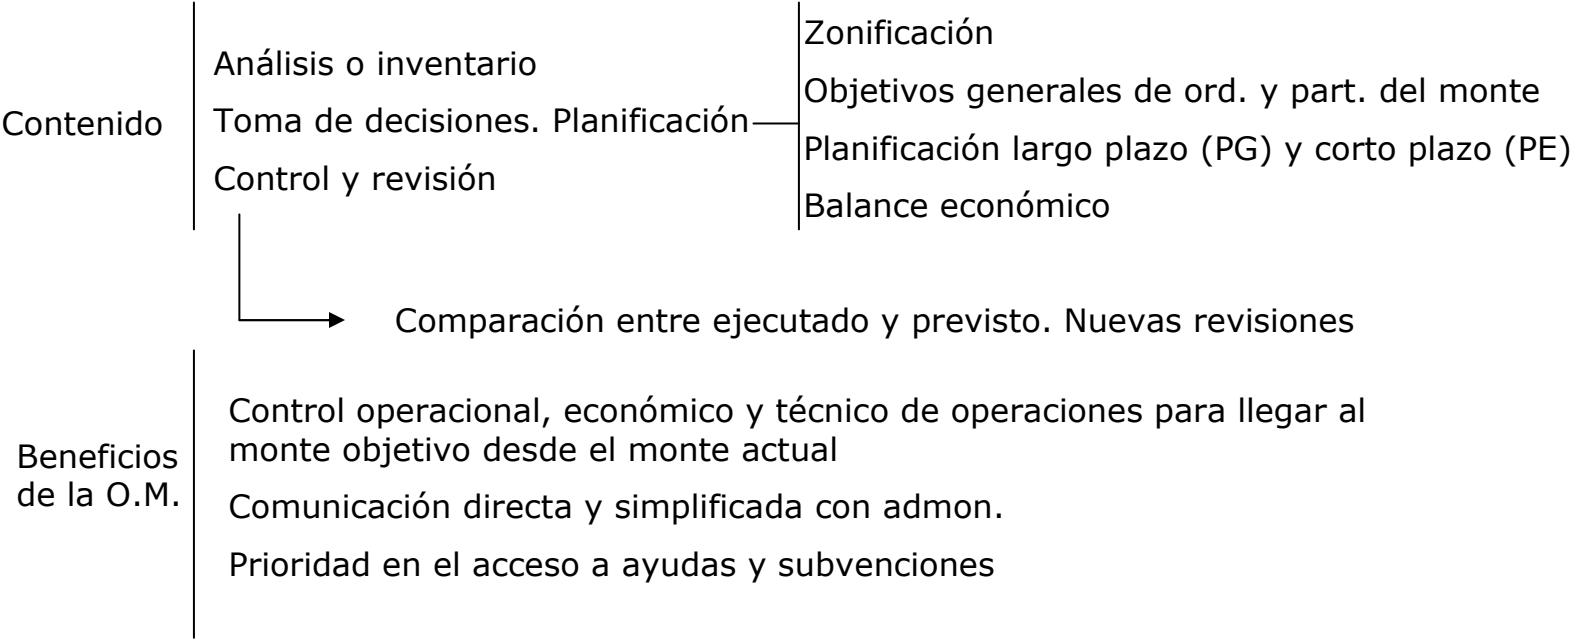 Contenido
Análisis o inventario
Toma de decisiones. Planificación
Control y revisión
Zonificación
Objetivos generales de ord. y part. del monte
Planificación largo plazo (PG) y corto plazo (PE)
Balance económico
Comparación entre ejecutado y previsto. Nuevas revisiones
Beneficios
de la O.M.
Control operacional, económico y técnico de operaciones para llegar al
monte objetivo desde el monte actual
Comunicación directa y simplificada con admon.
Prioridad en el acceso a ayudas y subvenciones